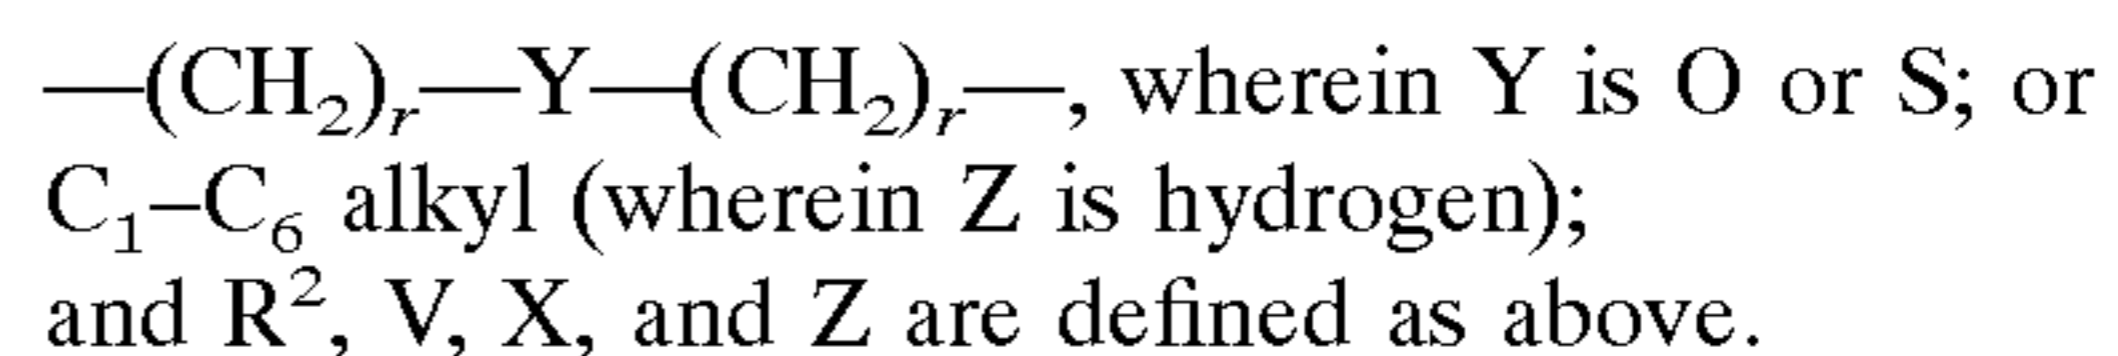 —(CH₂)ᵣ—Y—(CH₂)ᵣ—, wherein Y is O or S; or
C₁–C₆ alkyl (wherein Z is hydrogen);
and R², V, X, and Z are defined as above.